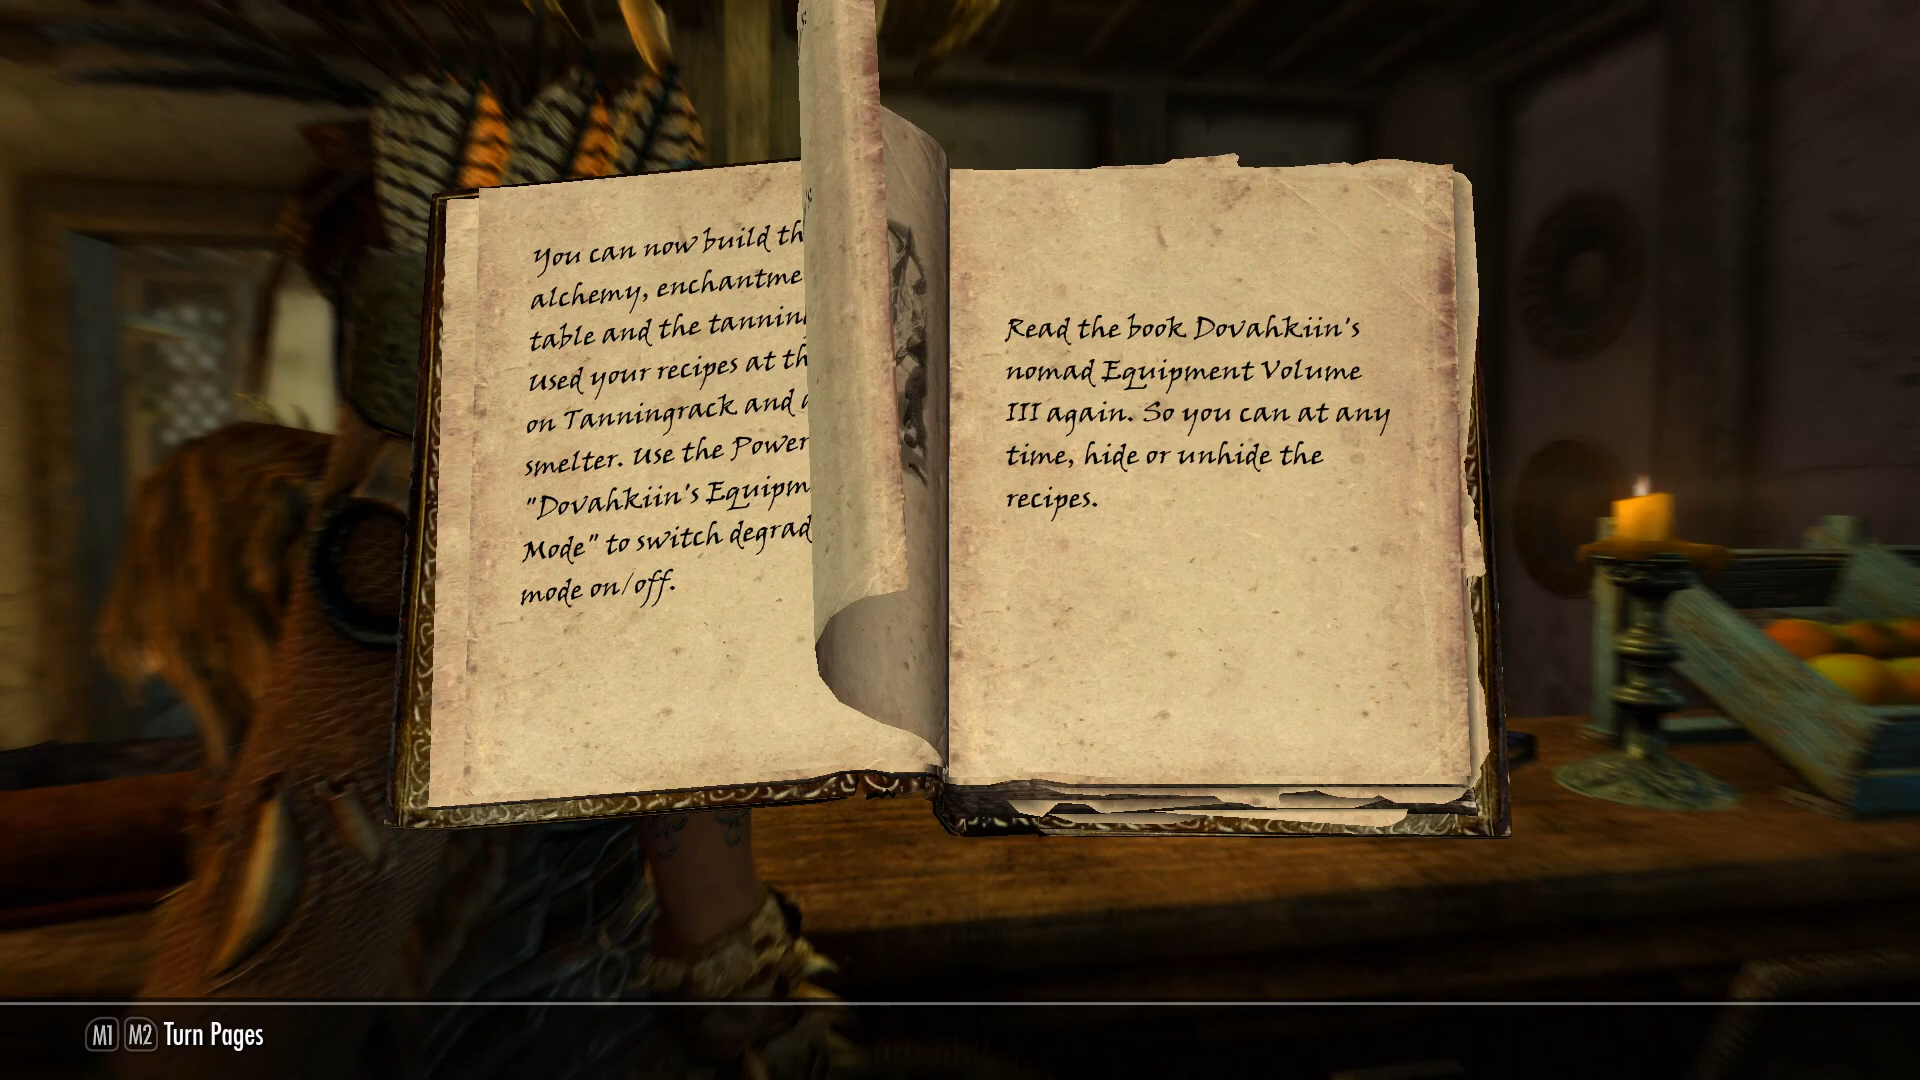 You can now build th
alchemy, enchantme
table and the tannin
Used your recipes at th
on Tanningrack and a
smelter. Use the Power
"Dovahkiin's Equipm
Mode" to switch degrad
mode on/off.
Read the book Dovahkiin's
nomad Equipment Volume
III again. So you can at any
time, hide or unhide the
recipes.
M1 M2 Turn Pages